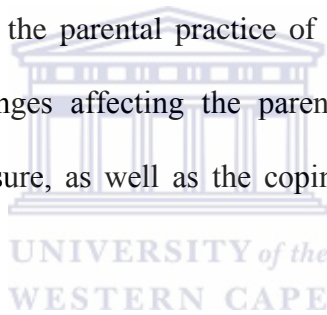 the parental practice of
nges affecting the paren
sure, as well as the copin
UNIVERSITY of the
WESTERN CAPE